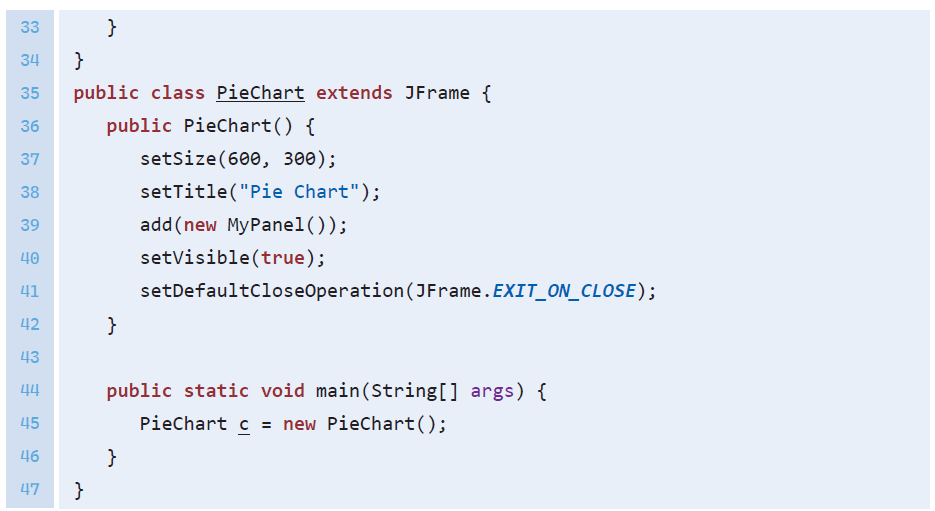 33       }
34    }
35    public class PieChart extends JFrame {
36       public PieChart() {
37          setSize(600, 300);
38          setTitle("Pie Chart");
39          add(new MyPanel());
40          setVisible(true);
41          setDefaultCloseOperation(JFrame.EXIT_ON_CLOSE);
42       }
43
44       public static void main(String[] args) {
45          PieChart c = new PieChart();
46       }
47    }